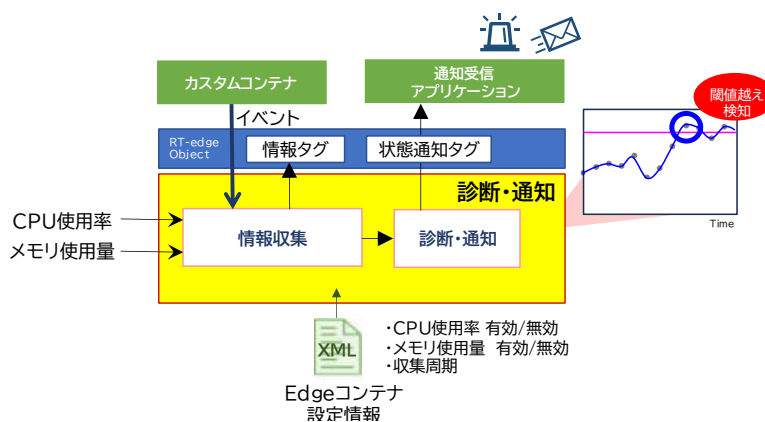 カスタムコンテナ
通知受信
アプリケーション
閾値越え
検知
イベント
RT-edge
Object
情報タグ
状態通知タグ
診断・通知
CPU使用率
メモリ使用量
情報収集
診断・通知
Time
XML
・CPU使用率 有効/無効
・メモリ使用量 有効/無効
・収集周期
Edgeコンテナ
設定情報